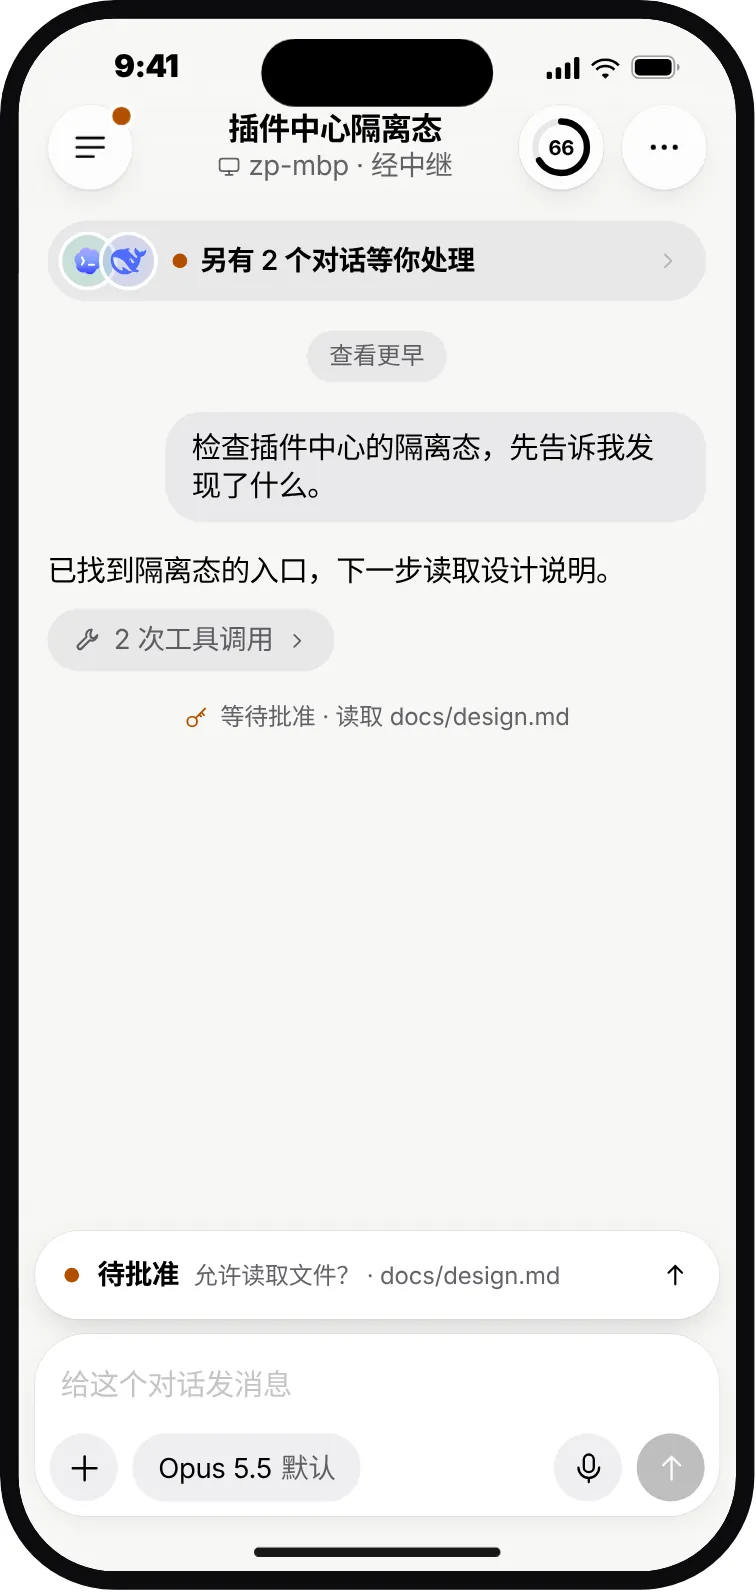 9:41
插件中心隔离态
zp-mbp · 经中继
66
另有 2 个对话等你处理
查看更早
检查插件中心的隔离态，先告诉我发
现了什么。
已找到隔离态的入口，下一步读取设计说明。
2 次工具调用
等待批准 · 读取 docs/design.md
待批准 允许读取文件？ · docs/design.md
给这个对话发消息
Opus 5.5 默认